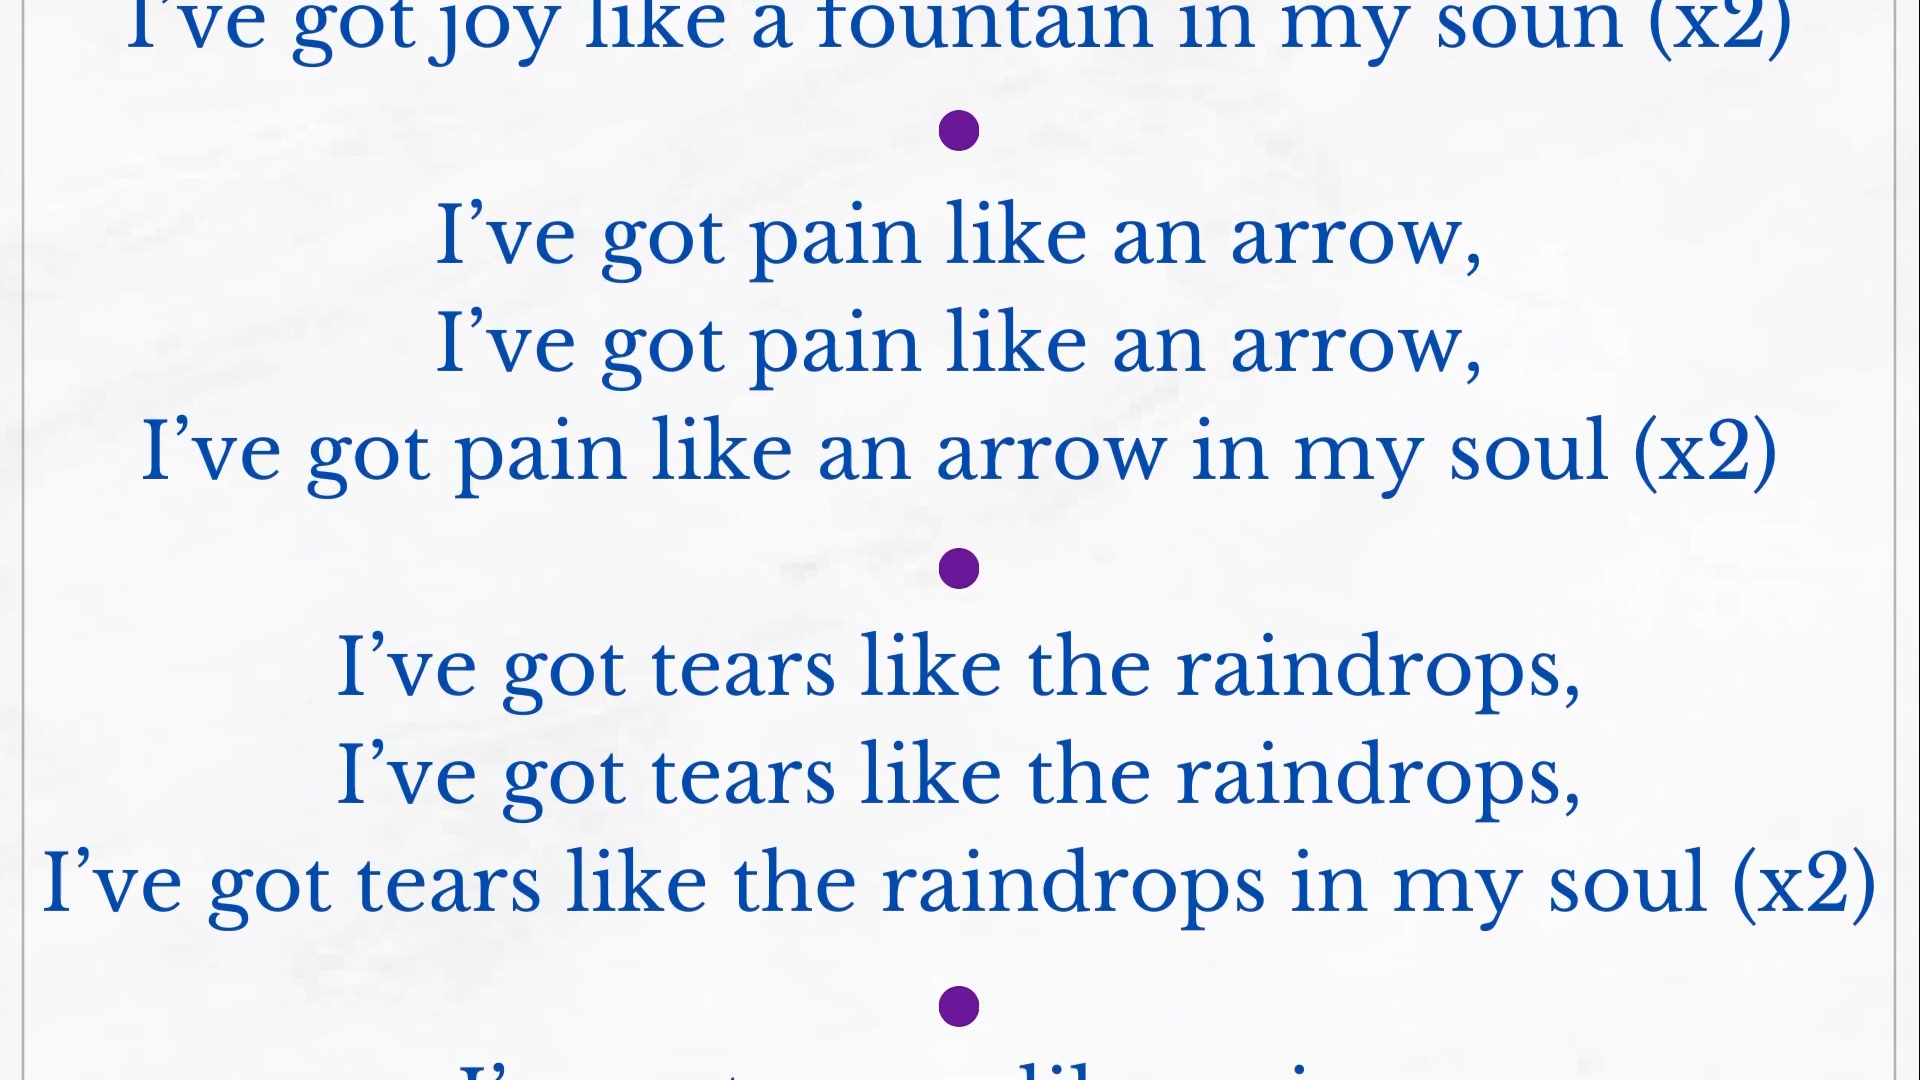 I’ve got joy like a fountain in my soun (x2)
I’ve got pain like an arrow,
I’ve got pain like an arrow,
I’ve got pain like an arrow in my soul (x2)
I’ve got tears like the raindrops,
I’ve got tears like the raindrops,
I’ve got tears like the raindrops in my soul (x2)